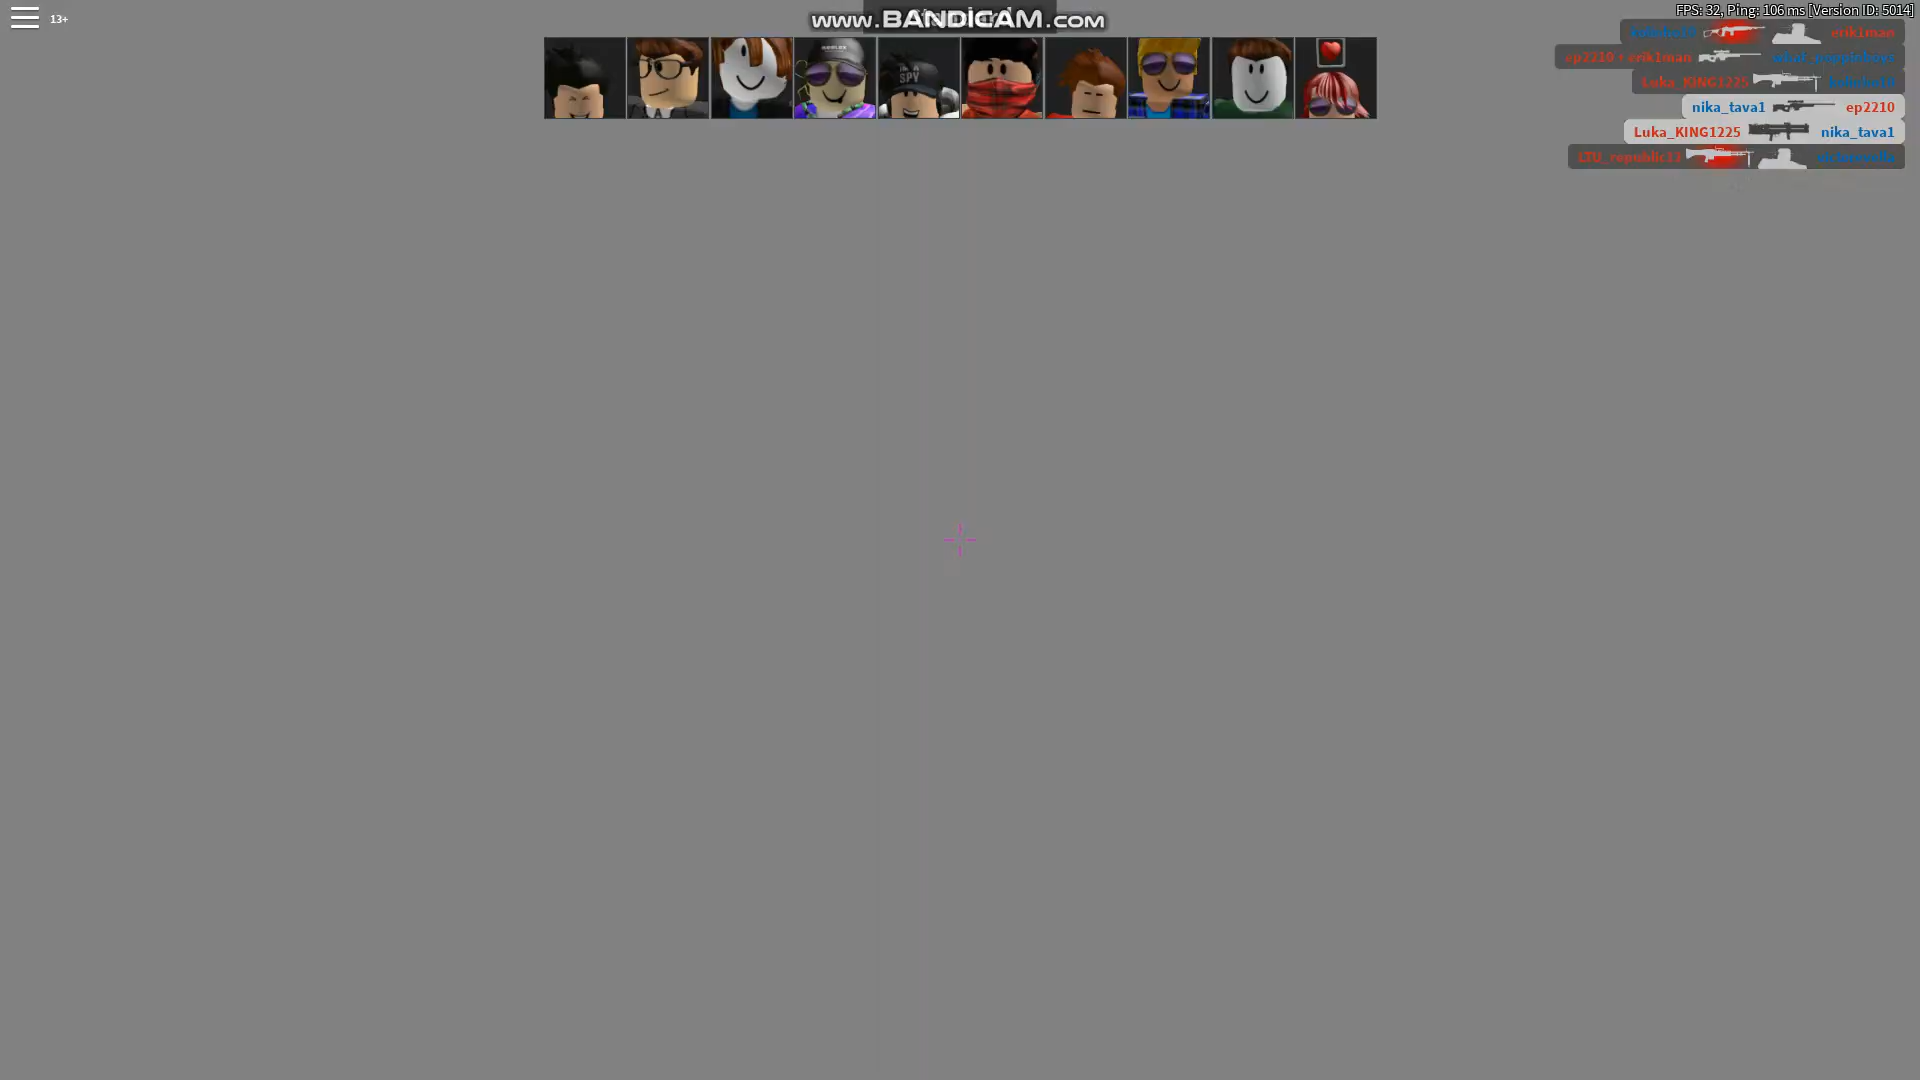 13+
www.BANDICAM.com
FPS: 32, Ping: 106 ms [Version ID: 5014]
erik1man
ep2210 + erik1man
Luka_KING1225
nika_tava1 ep2210
Luka_KING1225 nika_tava1
LTU_republic33
SPY